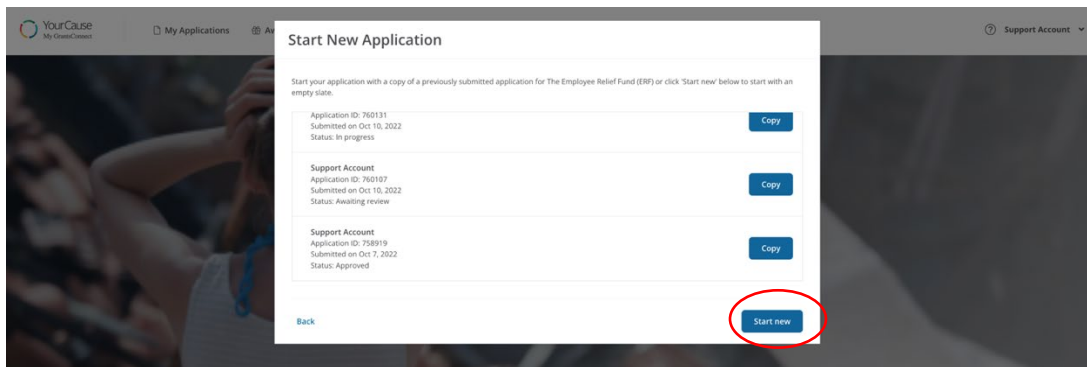 YourCause
My GrantsConnect
My Applications
Support Account
Start New Application
Start your application with a copy of a previously submitted application for The Employee Relief Fund (ERF) or click 'Start new' below to start with an
empty slate.
Application ID: 760131
Submitted on Oct 10, 2022
Status: In progress
Copy
Support Account
Application ID: 760107
Submitted on Oct 10, 2022
Status: Awaiting review
Copy
Support Account
Application ID: 758919
Submitted on Oct 7, 2022
Status: Approved
Copy
Back
Start new